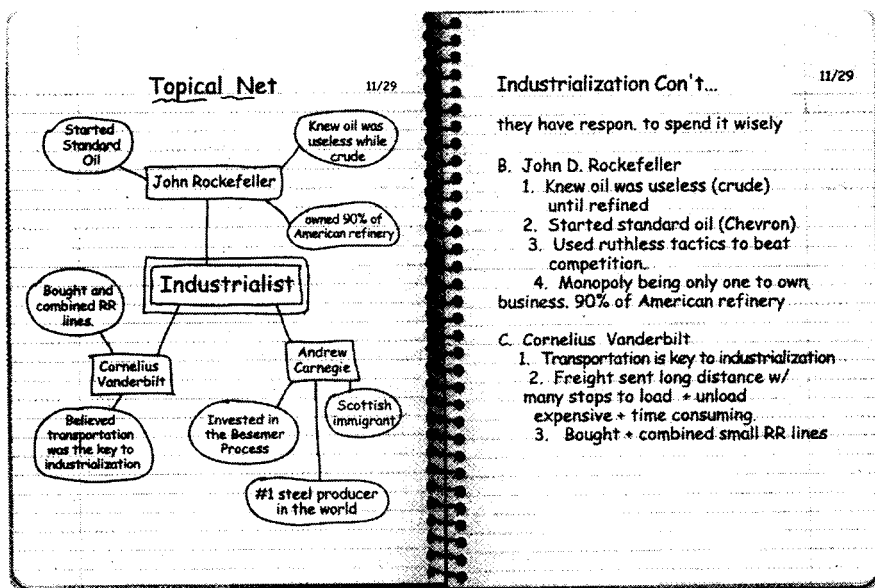 Topical Net
11/29
Started
Standard
Oil
Knew oil was
useless while
crude
John Rockefeller
owned 90% of
American refinery
Industrialist
Bought and
combined RR
lines.
Cornelius
Vanderbilt
Andrew
Carnegie
Believed
transportation
was the key to
industrialization
Invested in
the Besemer
Process
Scottish
immigrant
#1 steel producer
in the world
11/29
Industrialization Con't...
they have respon. to spend it wisely
B. John D. Rockefeller
1. Knew oil was useless (crude)
until refined
2. Started standard oil (Chevron)
3. Used ruthless tactics to beat
competition.
4. Monopoly being only one to own
business. 90% of American refinery
C. Cornelius Vanderbilt
1. Transportation is key to industrialization
2. Freight sent long distance w/
many stops to load + unload
expensive + time consuming.
3. Bought + combined small RR lines